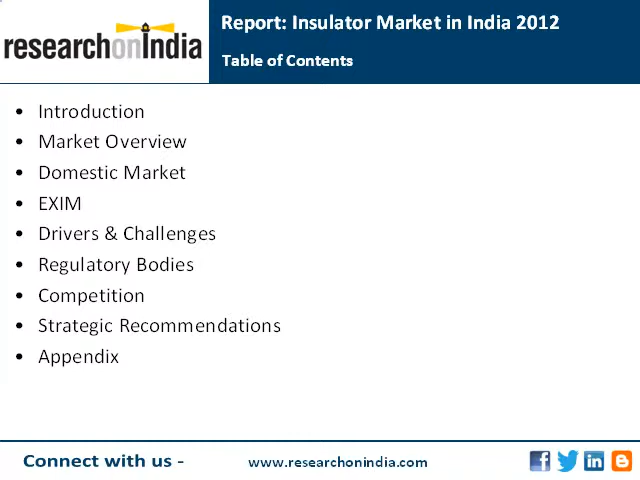 researchonindia
Report: Insulator Market in India 2012
Table of Contents
• Introduction
• Market Overview
• Domestic Market
• EXIM
• Drivers & Challenges
• Regulatory Bodies
• Competition
• Strategic Recommendations
• Appendix
Connect with us - www.researchonindia.com